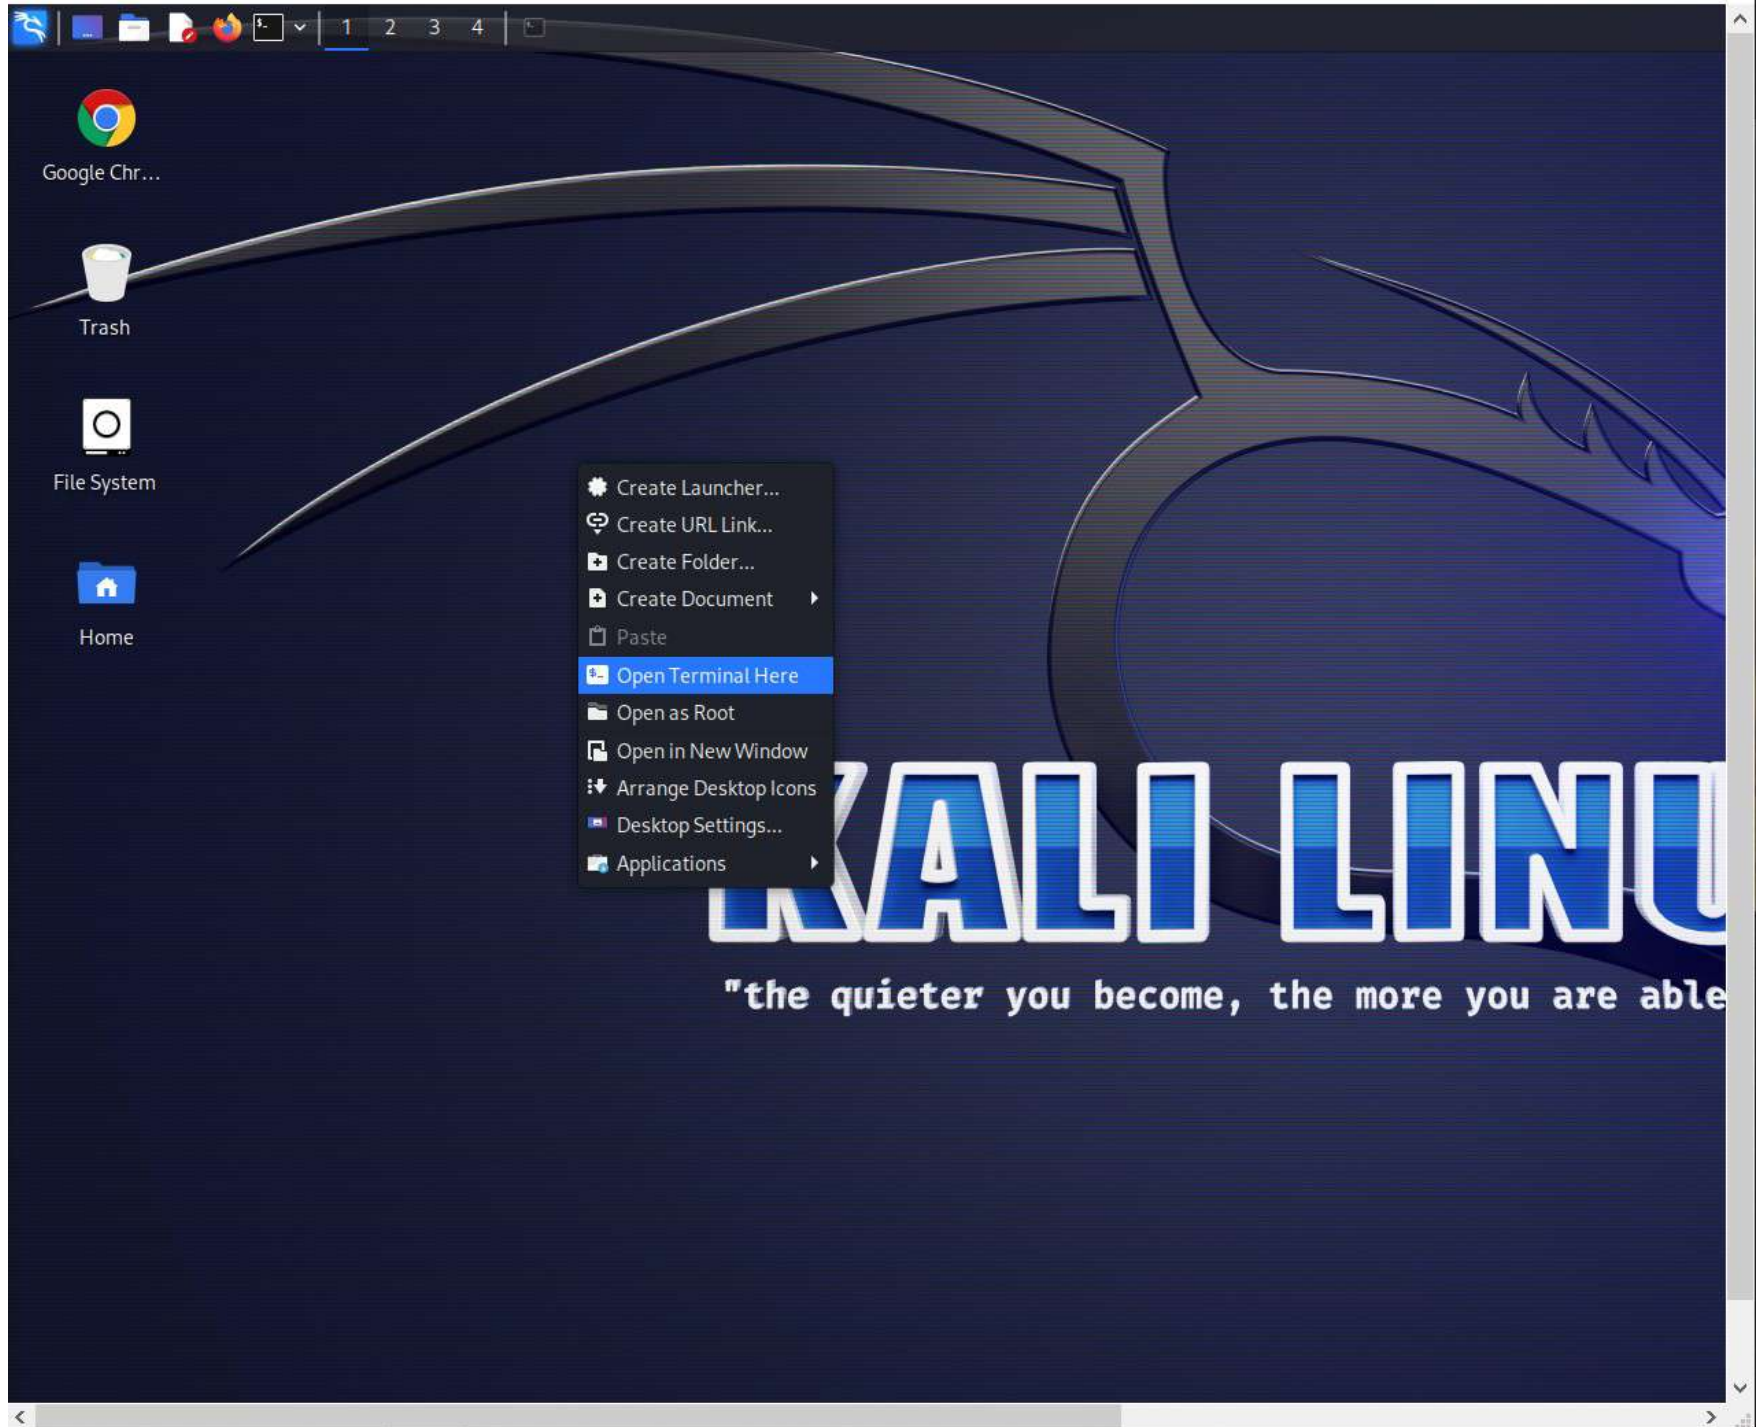 1 2 3 4
Google Chr...
Trash
File System
Home
Create Launcher...
Create URL Link...
Create Folder...
Create Document
Paste
Open Terminal Here
Open as Root
Open in New Window
Arrange Desktop Icons
Desktop Settings...
Applications
KALI LINU
"the quieter you become, the more you are able